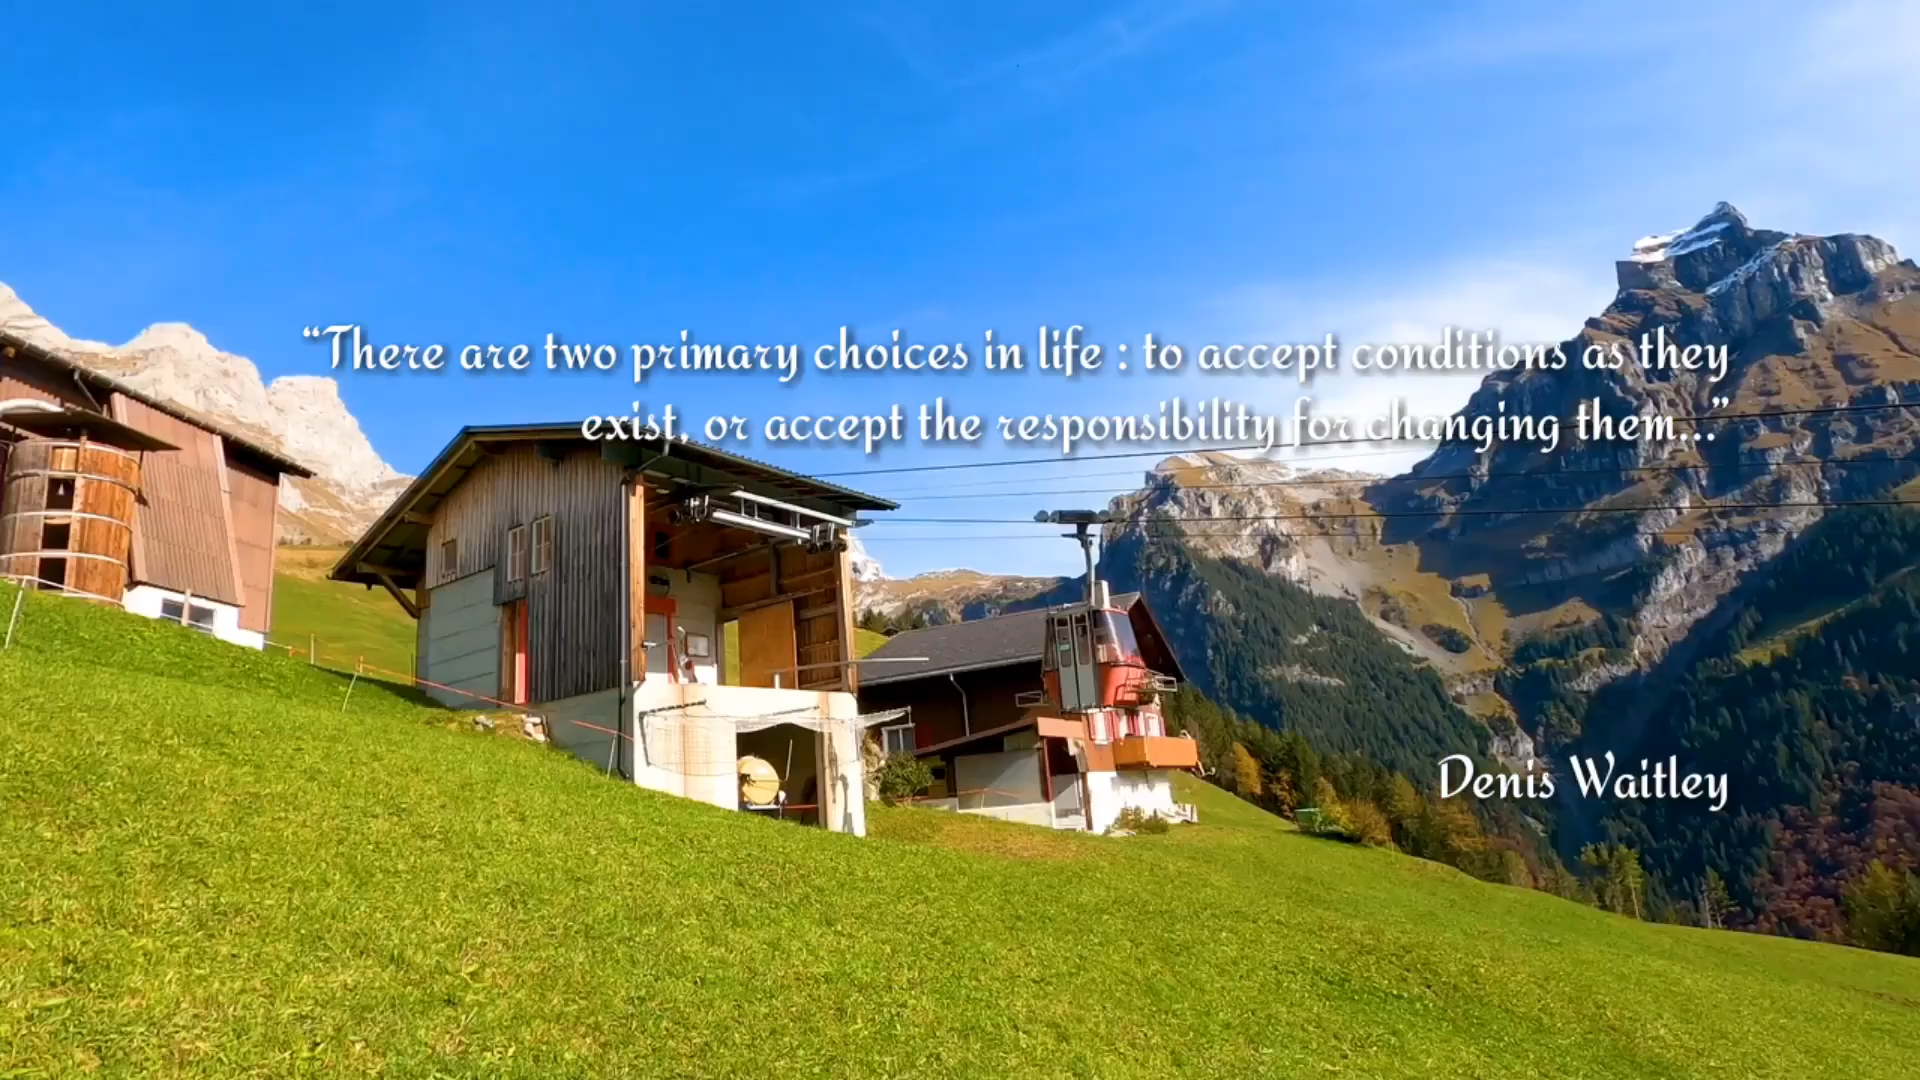 “There are two primary choices in life : to accept conditions as they
exist, or accept the responsibility for changing them...”
Denis Waitley